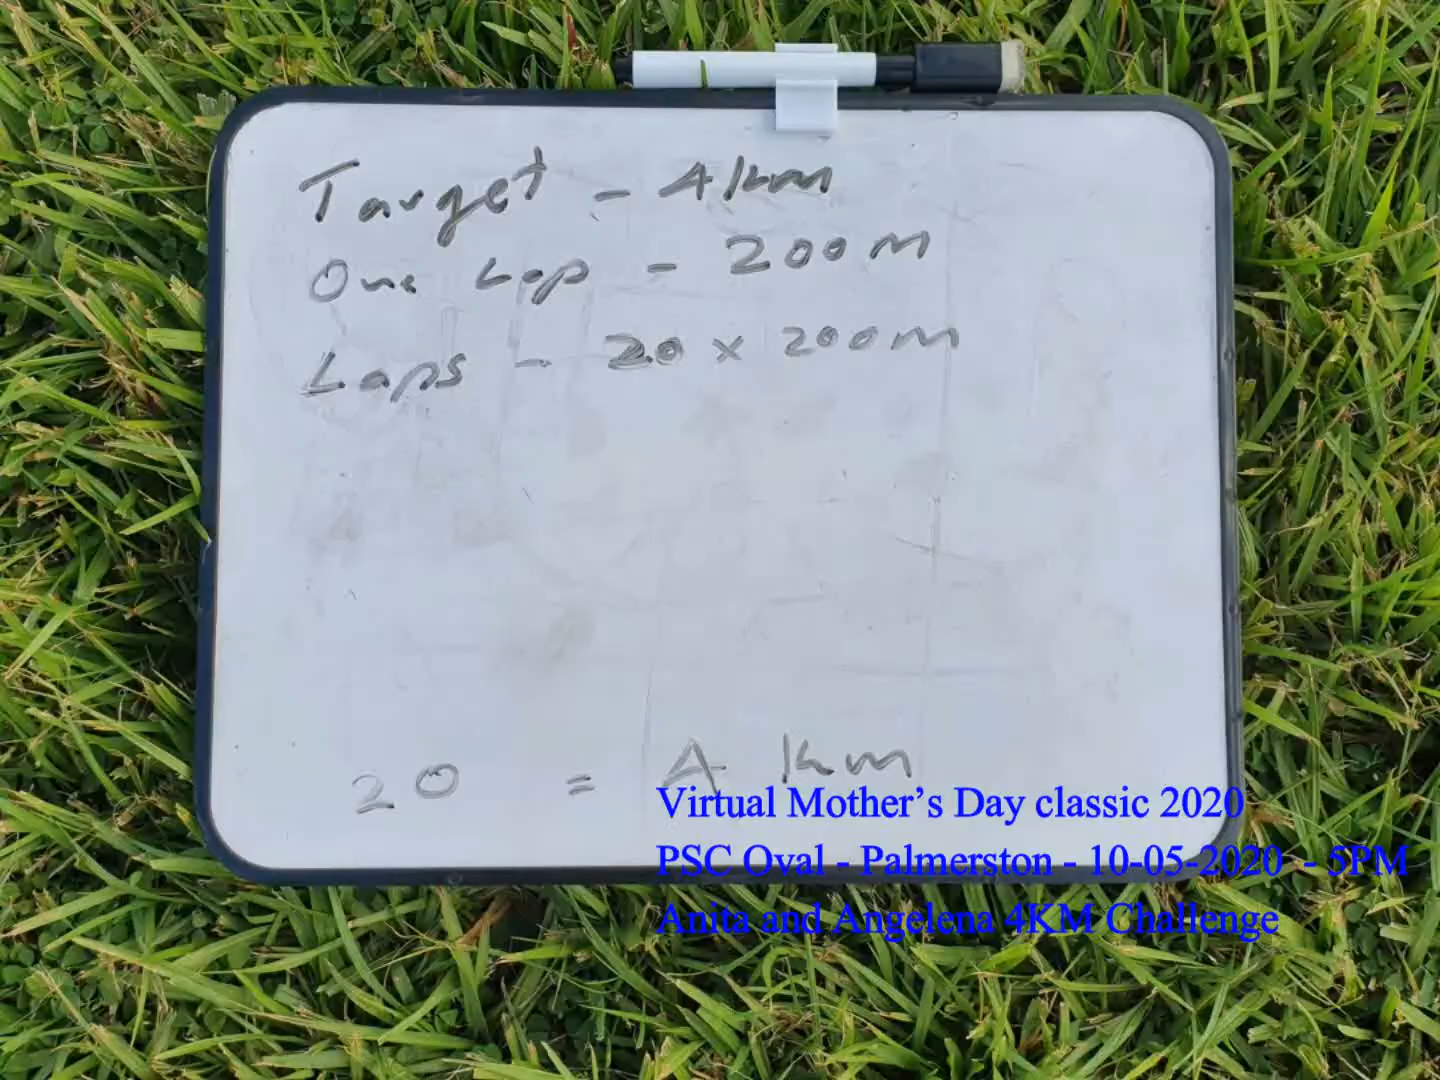 Target - 4km
One Lap - 200M
Laps - 20 x 200M
20 = 4 km
Virtual Mother’s Day classic 2020
PSC Oval - Palmerston - 10-05-2020 - 5PM
Anita and Angelena 4KM Challenge